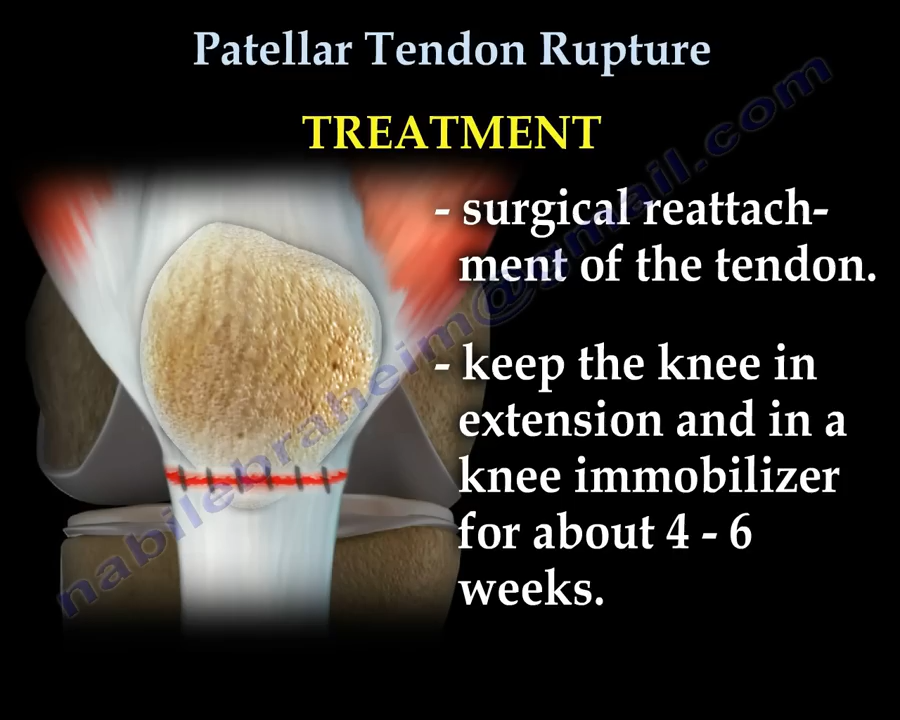 Patellar Tendon Rupture
TREATMENT
- surgical reattach-
ment of the tendon.
- keep the knee in
extension and in a
knee immobilizer
for about 4 - 6
weeks.
nabilebraheim@gmail.com